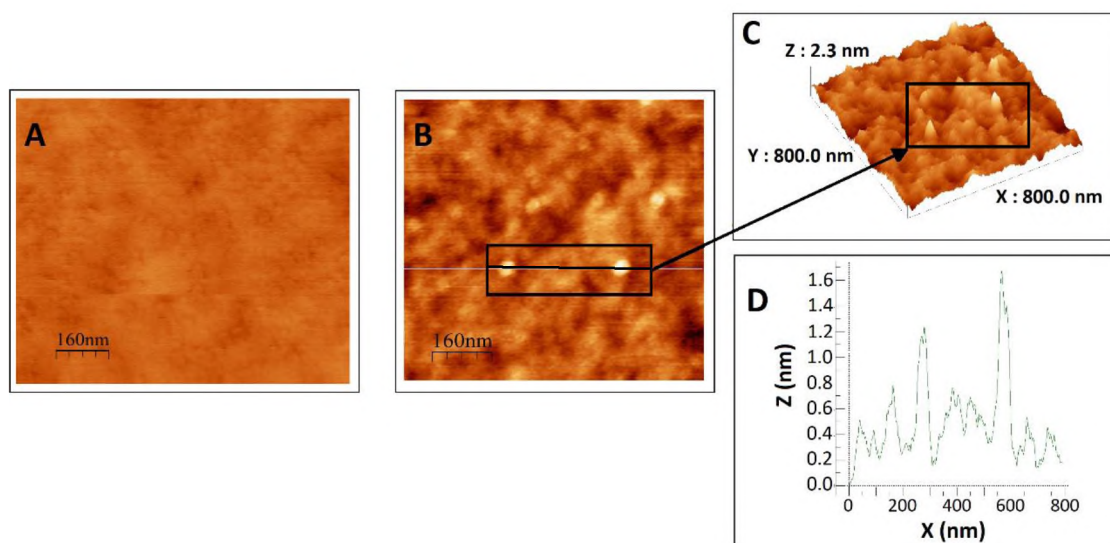 A
160nm
B
160nm
C
Z : 2.3 nm
Y : 800.0 nm
X : 800.0 nm
D
Z (nm)
1.6
1.4
1.2
1.0
0.8
0.6
0.4
0.2
0.0
0 200 400 600 800
X (nm)